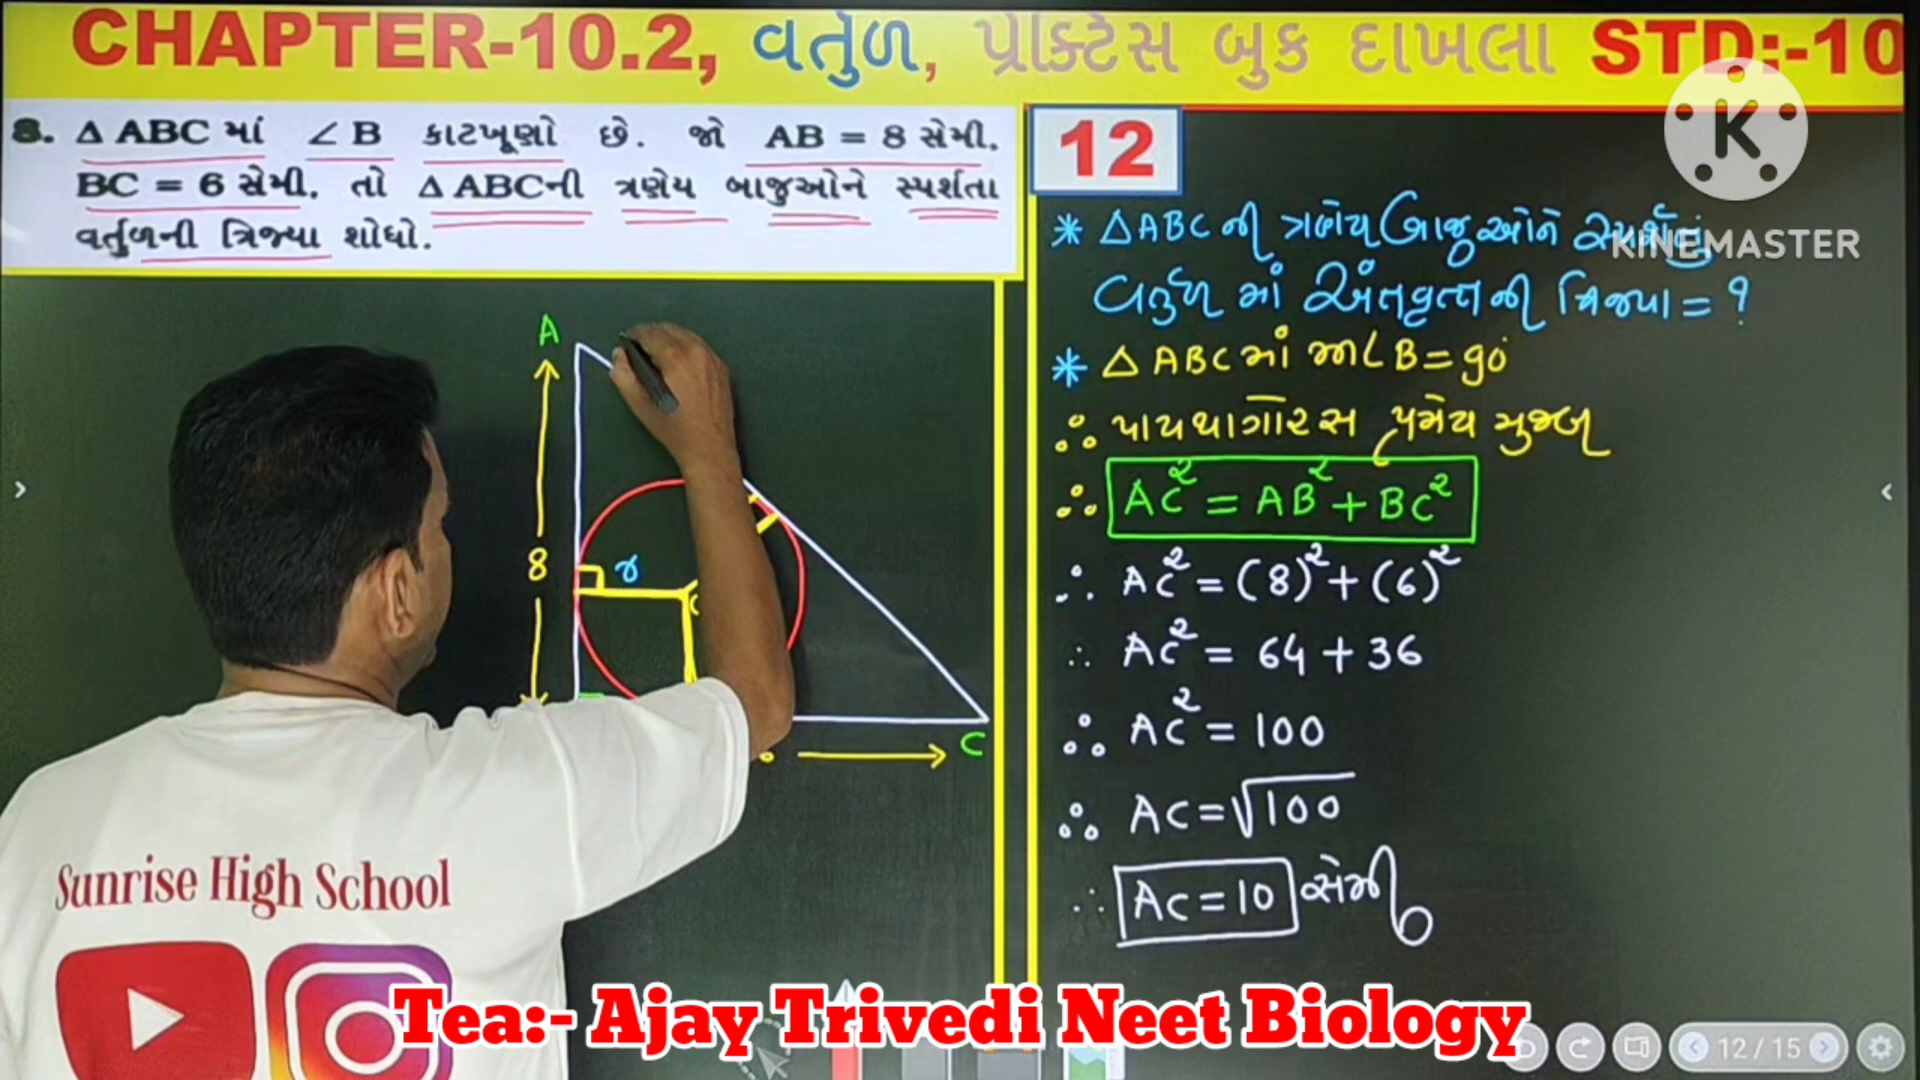 CHAPTER-10.2, વર્તુળ, પ્રેક્ટિસ બુક દાખલા STD:-10
8. Δ ABC માં ∠ B કાટખૂણો છે. જો AB = 8 સેમી,
BC = 6 સેમી, તો Δ ABCની ત્રણેય બાજુઓને સ્પર્શતા
વર્તુળની ત્રિજ્યા શોધો.
12
K
KINEMASTER
* ΔABC ની ત્રણેય બાજુઓને સ્પર્શતું
વર્તુળ માં અંતવૃત્તની ત્રિજ્યા = ?
* Δ ABC માં m∠B = 90°
∴ પાયથાગોરસ પ્રમેય મુજબ
∴ AC² = AB² + BC²
∴ AC² = (8)² + (6)²
∴ AC² = 64 + 36
∴ AC² = 100
∴ AC = √100
∴ AC = 10 સેમી
A
8
r
C
Sunrise High School
Tea:- Ajay Trivedi Neet Biology
12 / 15